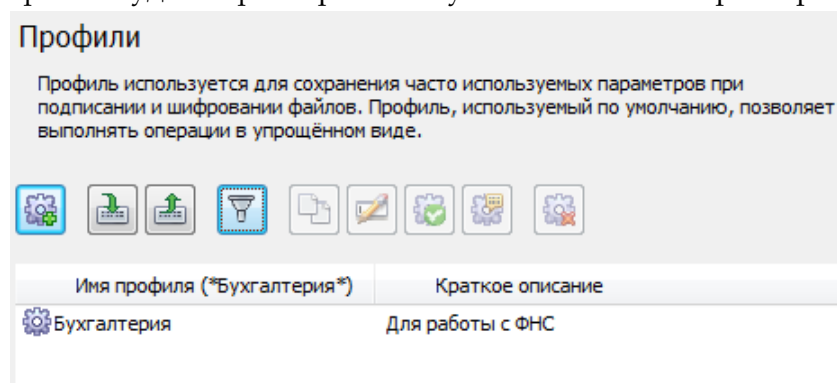 Профили
Профиль используется для сохранения часто используемых параметров при
подписании и шифровании файлов. Профиль, используемый по умолчанию, позволяет
выполнять операции в упрощённом виде.
Имя профиля (*Бухгалтерия*) Краткое описание
Бухгалтерия Для работы с ФНС